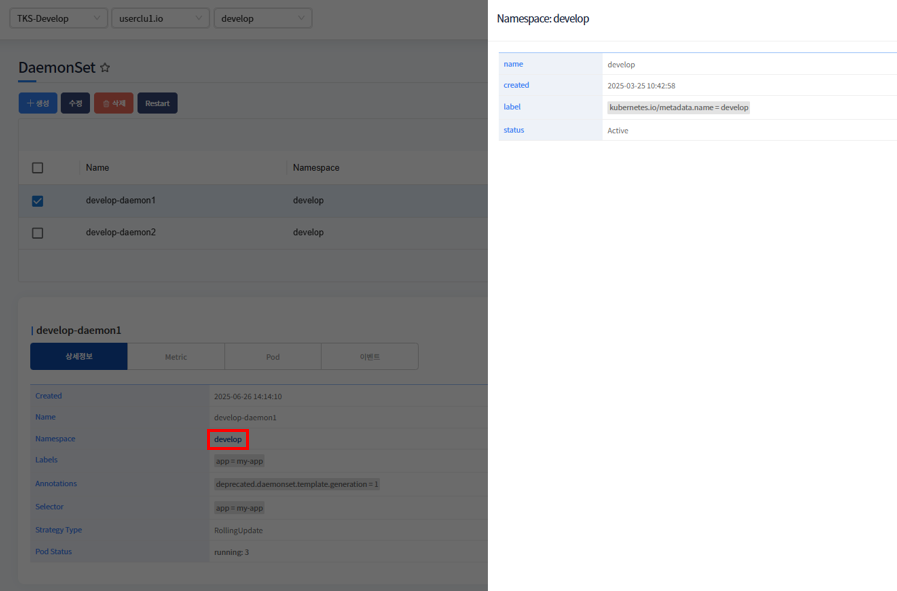 TKS-Develop userclu1.io develop
DaemonSet
생성 수정 삭제 Restart
Name Namespace
develop-daemon1 develop
develop-daemon2 develop
develop-daemon1
상세정보 Metric Pod 이벤트
Created 2025-06-26 14:14:10
Name develop-daemon1
Namespace develop
Labels app = my-app
Annotations deprecated.daemonset.template.generation = 1
Selector app = my-app
Strategy Type RollingUpdate
Pod Status running: 3
Namespace: develop
name develop
created 2025-03-25 10:42:58
label kubernetes.io/metadata.name = develop
status Active